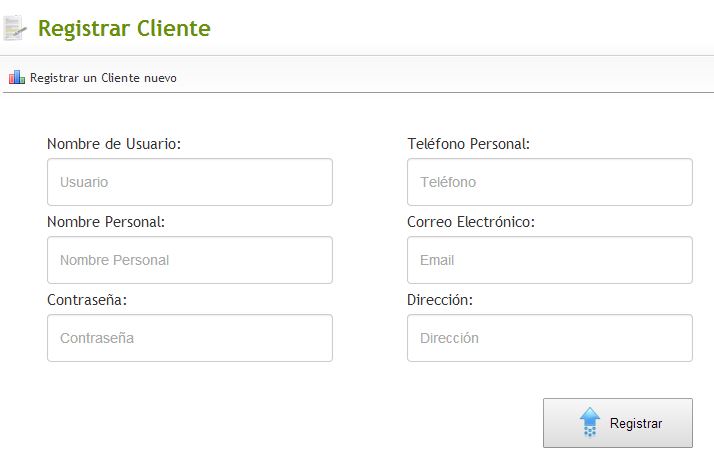 Registrar Cliente
Registrar un Cliente nuevo
Nombre de Usuario:
Usuario
Nombre Personal:
Nombre Personal
Contraseña:
Contraseña
Teléfono Personal:
Teléfono
Correo Electrónico:
Email
Dirección:
Dirección
Registrar